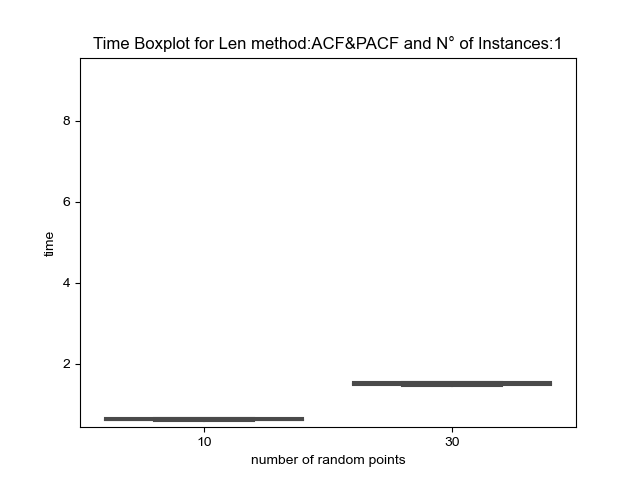 Time Boxplot for Len method:ACF&PACF and N° of Instances:1
8
6
4
2
time
10 30
number of random points